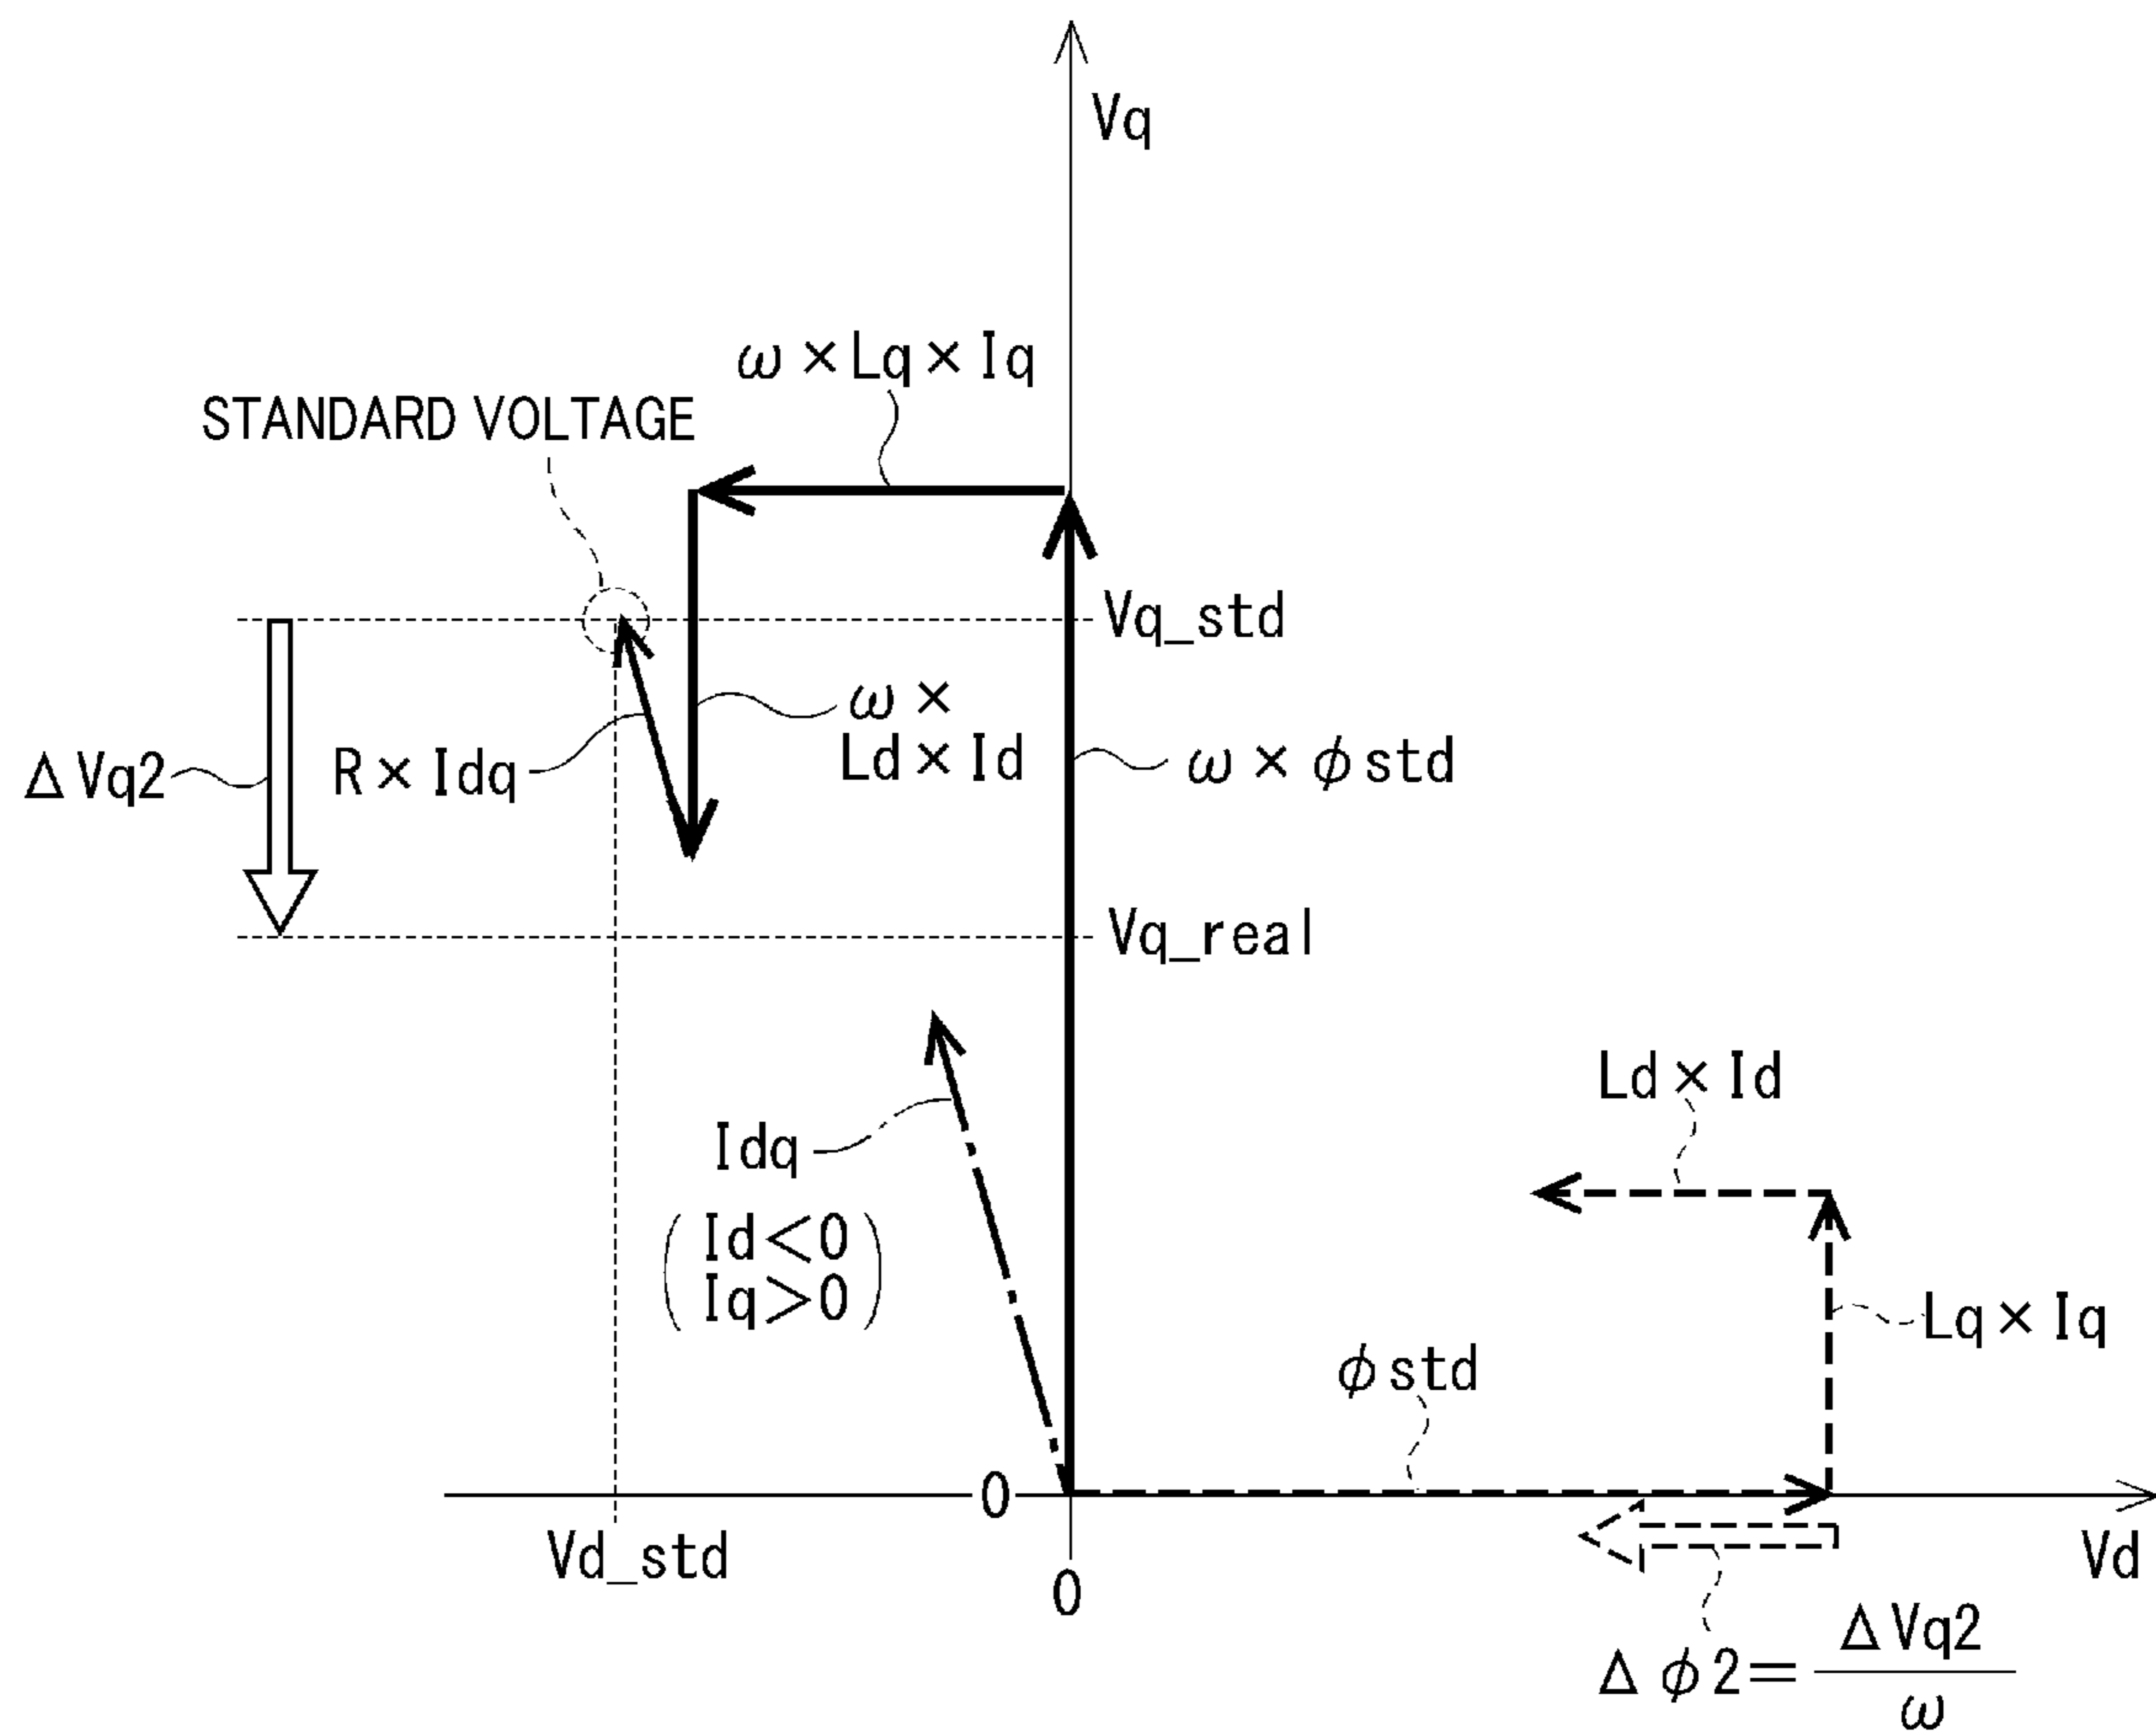 Vq
ω×Lq×Iq
STANDARD VOLTAGE
Vq_std
ω×
Ld×Id
ω×ϕstd
R×Idq
ΔVq2
Vq_real
Ld×Id
Idq
Id<0
Iq>0
Lq×Iq
ϕstd
0
Vd_std
Vd
0
Δϕ2=ΔVq2/ω